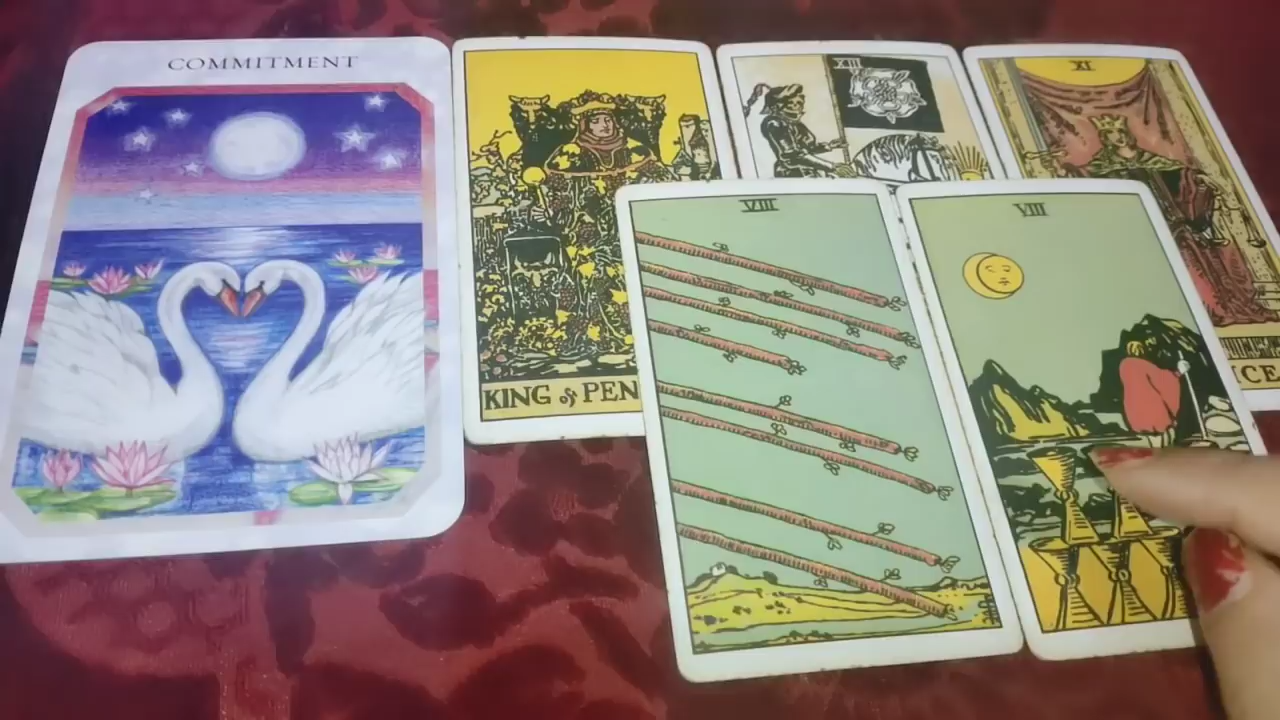 COMMITMENT
KING of PEN
XIII
XI
VIII
VIII
ICE